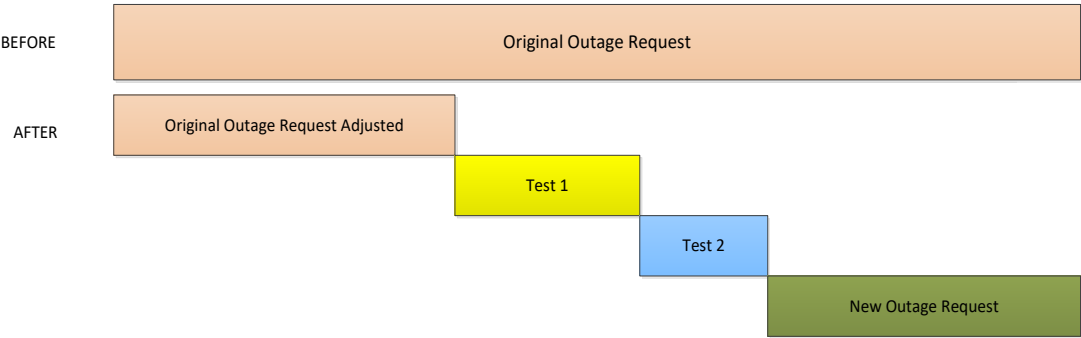 BEFORE
Original Outage Request
AFTER
Original Outage Request Adjusted
Test 1
Test 2
New Outage Request